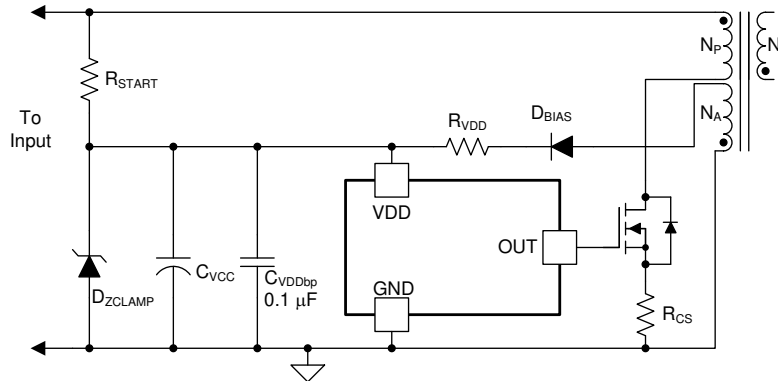 To
Input
RSTART
RVDD
DBIAS
NP
NA
N
VDD
OUT
GND
DZCLAMP
CVCC
CVDDbp
0.1 µF
RCS